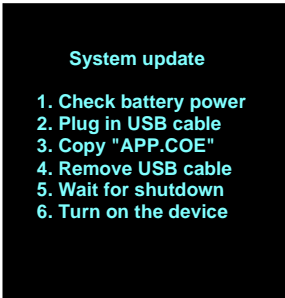 System update
1. Check battery power
2. Plug in USB cable
3. Copy "APP.COE"
4. Remove USB cable
5. Wait for shutdown
6. Turn on the device